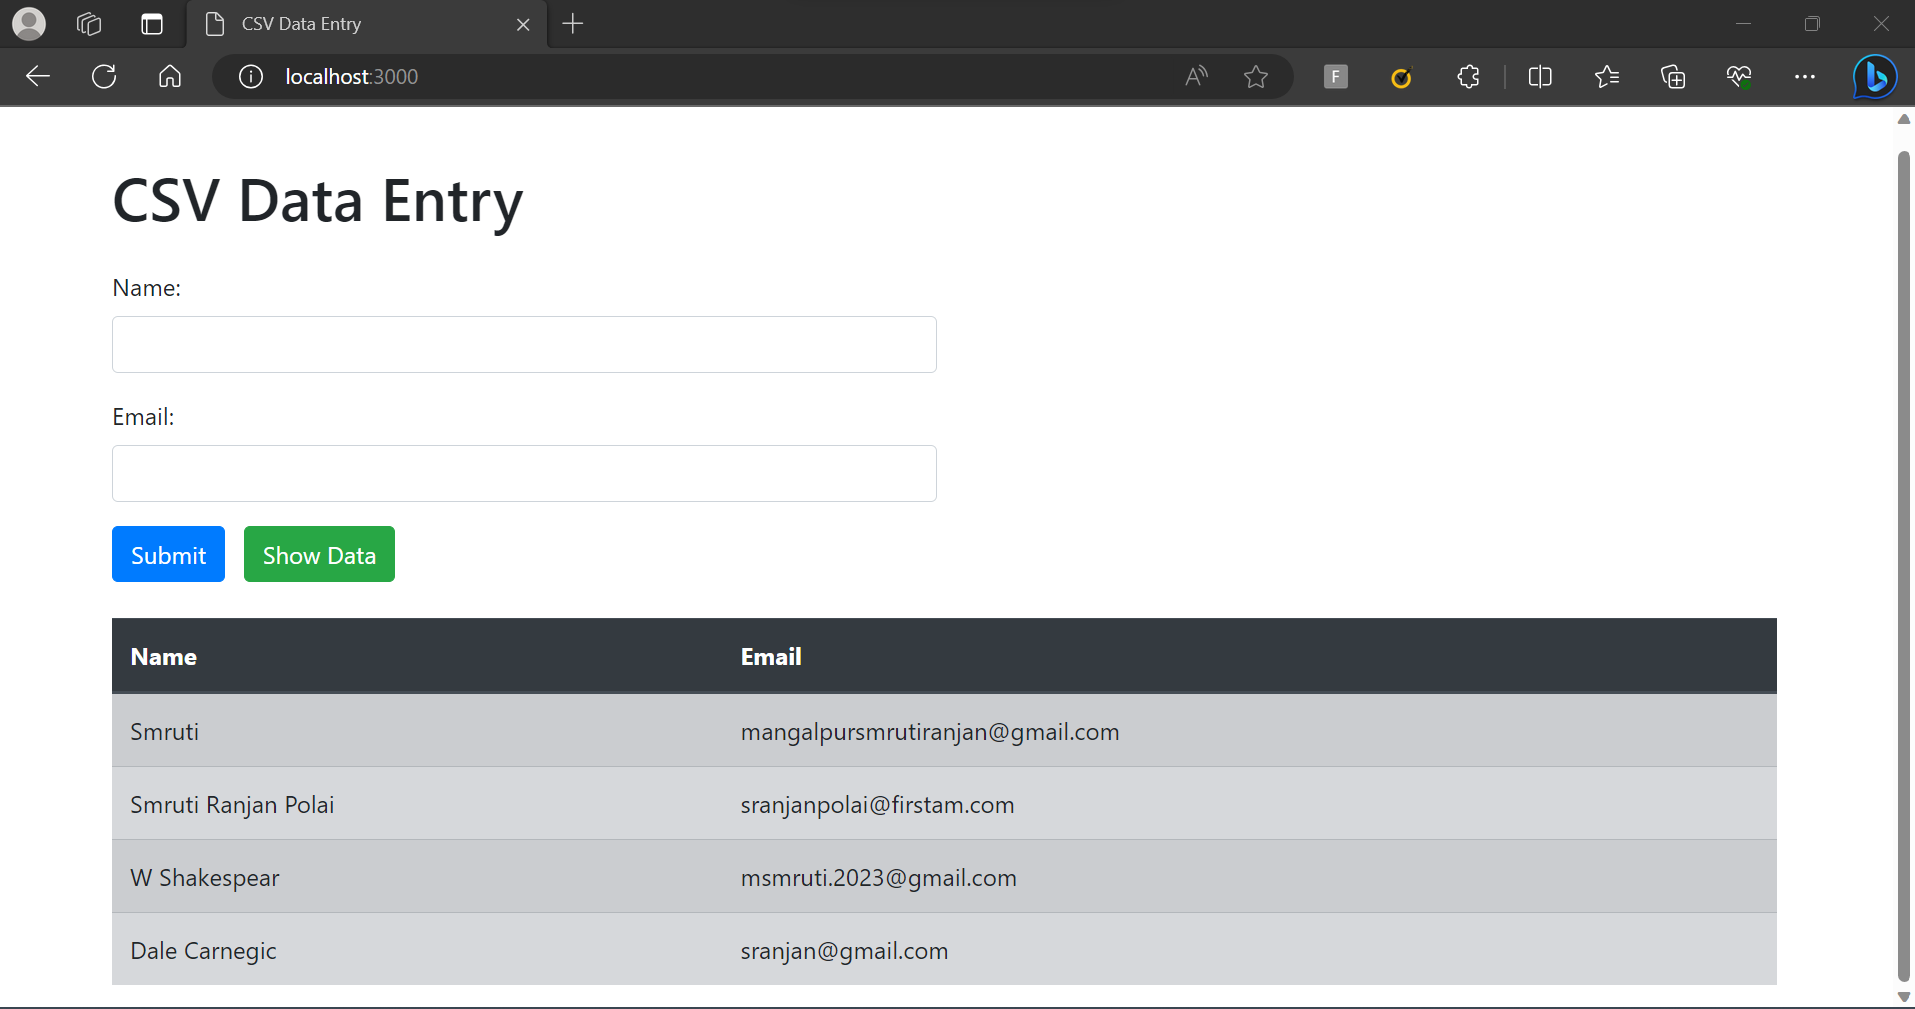 CSV Data Entry
localhost:3000
F
CSV Data Entry
Name:
Email:
Submit Show Data
Name Email
Smruti mangalpursmrutiranjan@gmail.com
Smruti Ranjan Polai sranjanpolai@firstam.com
W Shakespear msmruti.2023@gmail.com
Dale Carnegic sranjan@gmail.com